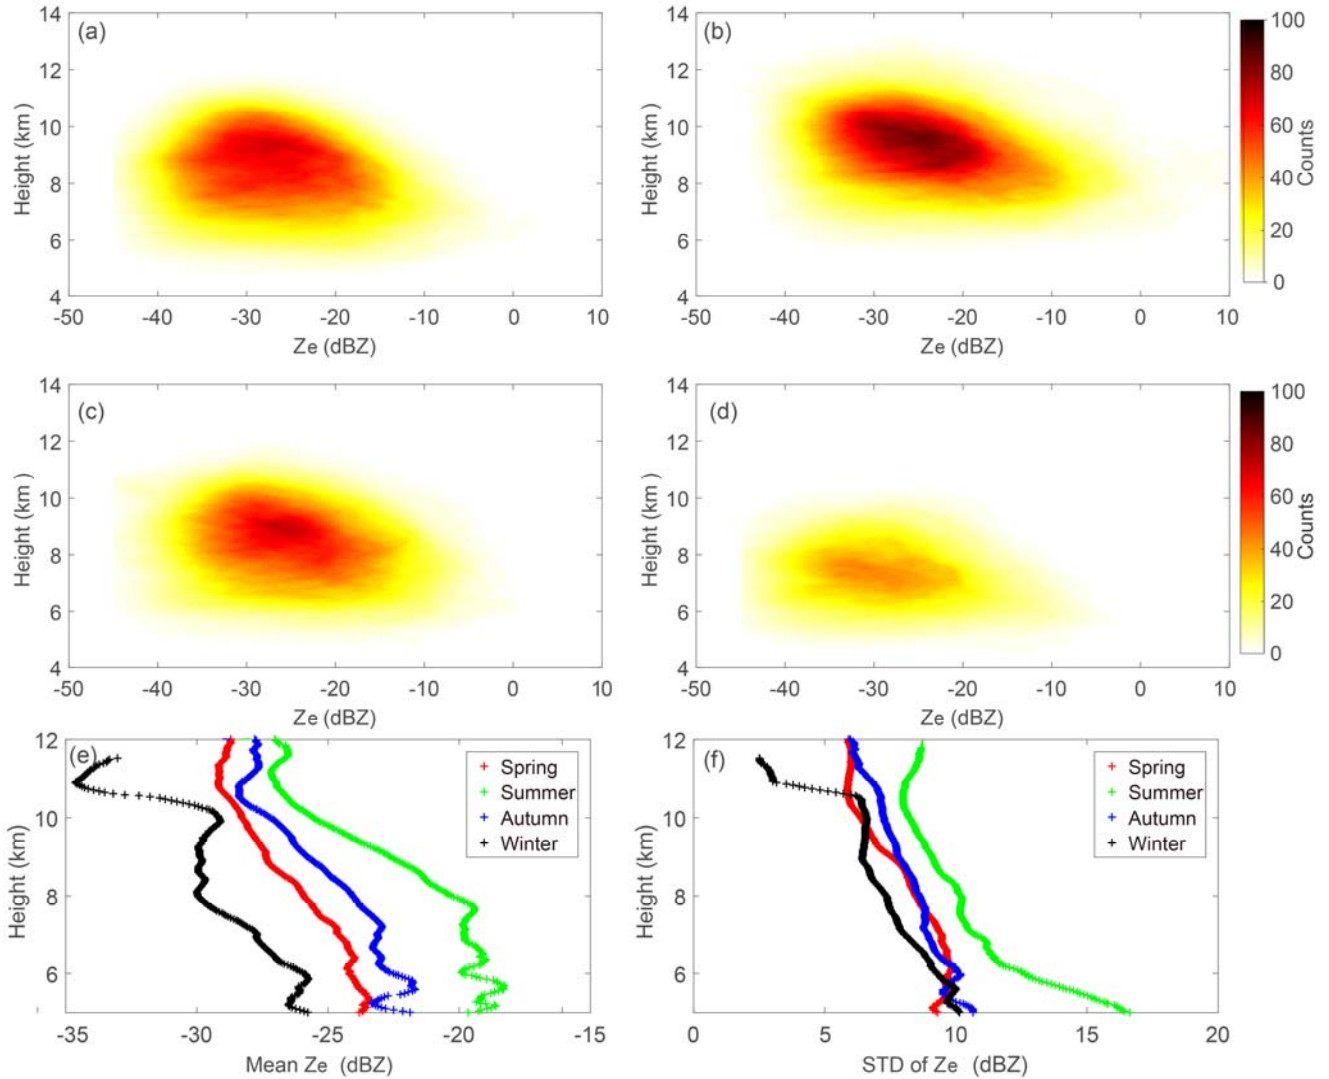 (a)
14
12
10
8
6
4
Height (km)
-50 -40 -30 -20 -10 0 10
Ze (dBZ)
(b)
14
12
10
8
6
4
Height (km)
-50 -40 -30 -20 -10 0 10
Ze (dBZ)
100
80
60
40
20
0
Counts
(c)
14
12
10
8
6
4
Height (km)
-50 -40 -30 -20 -10 0 10
Ze (dBZ)
(d)
14
12
10
8
6
4
Height (km)
-50 -40 -30 -20 -10 0 10
Ze (dBZ)
100
80
60
40
20
0
Counts
(e)
12
10
8
6
Height (km)
Spring
Summer
Autumn
Winter
-35 -30 -25 -20 -15
Mean Ze (dBZ)
(f)
12
10
8
6
Height (km)
Spring
Summer
Autumn
Winter
0 5 10 15 20
STD of Ze (dBZ)